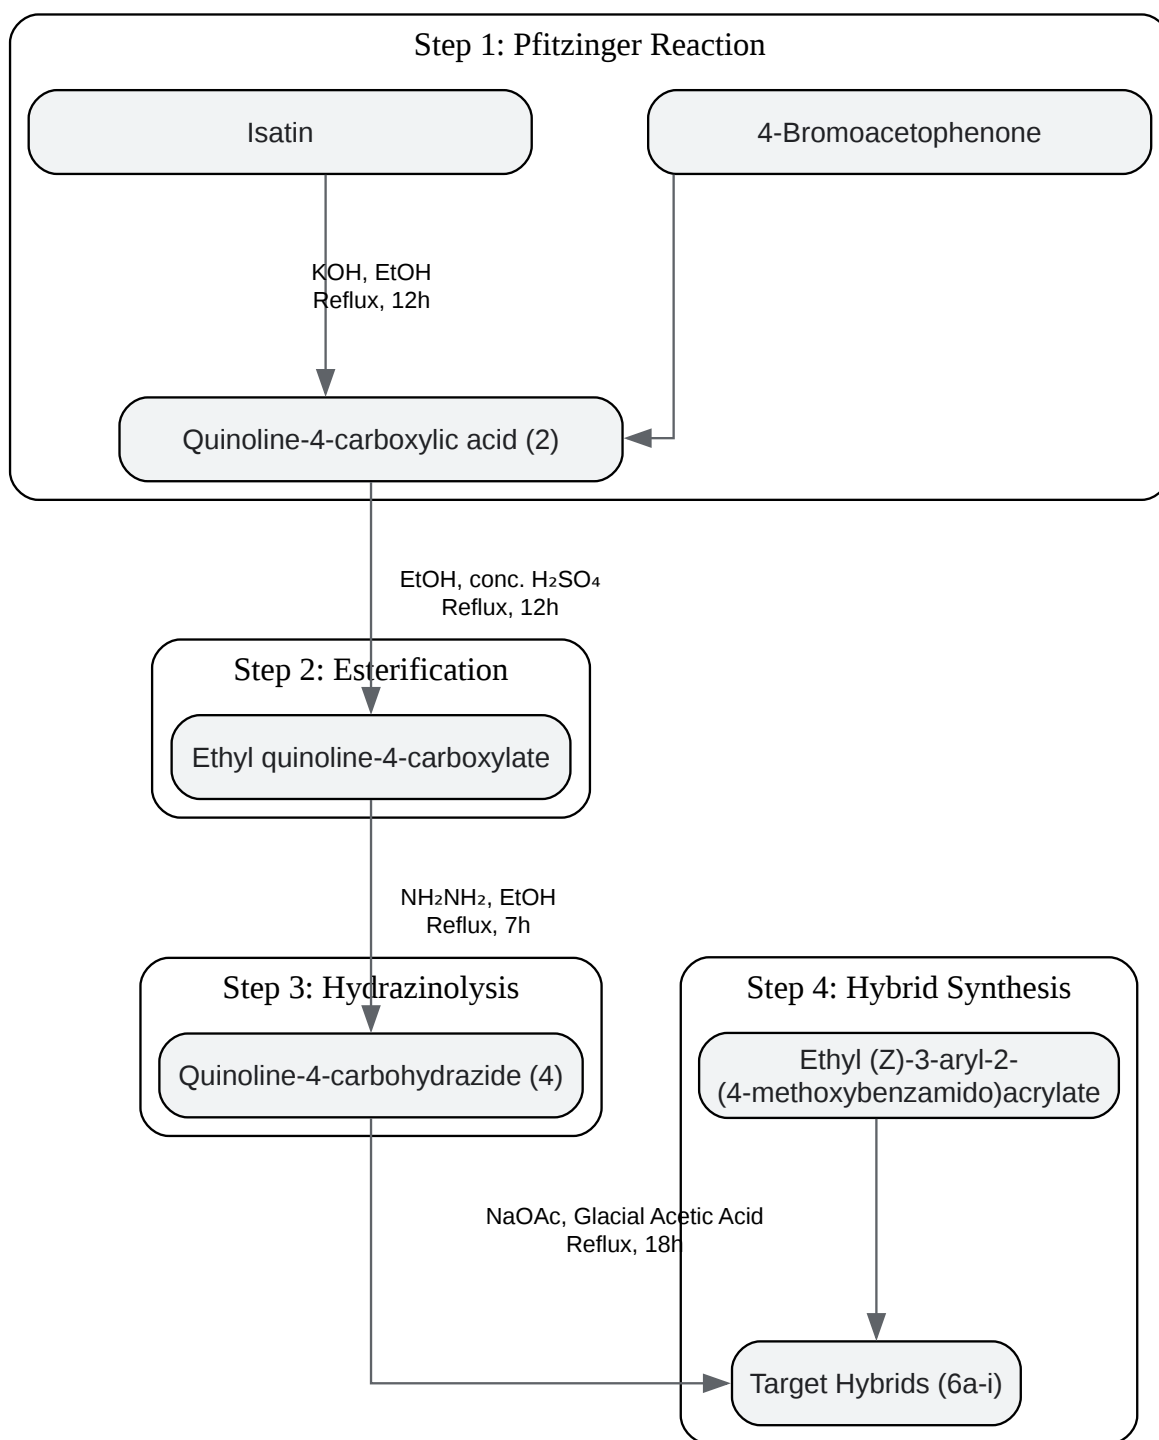 Step 1: Pfitzinger Reaction
Isatin
4-Bromoacetophenone
KOH, EtOH
Reflux, 12h
Quinoline-4-carboxylic acid (2)
EtOH, conc. H₂SO₄
Reflux, 12h
Step 2: Esterification
Ethyl quinoline-4-carboxylate
NH₂NH₂, EtOH
Reflux, 7h
Step 3: Hydrazinolysis
Quinoline-4-carbohydrazide (4)
Step 4: Hybrid Synthesis
Ethyl (Z)-3-aryl-2-
(4-methoxybenzamido)acrylate
NaOAc, Glacial Acetic Acid
Reflux, 18h
Target Hybrids (6a-i)